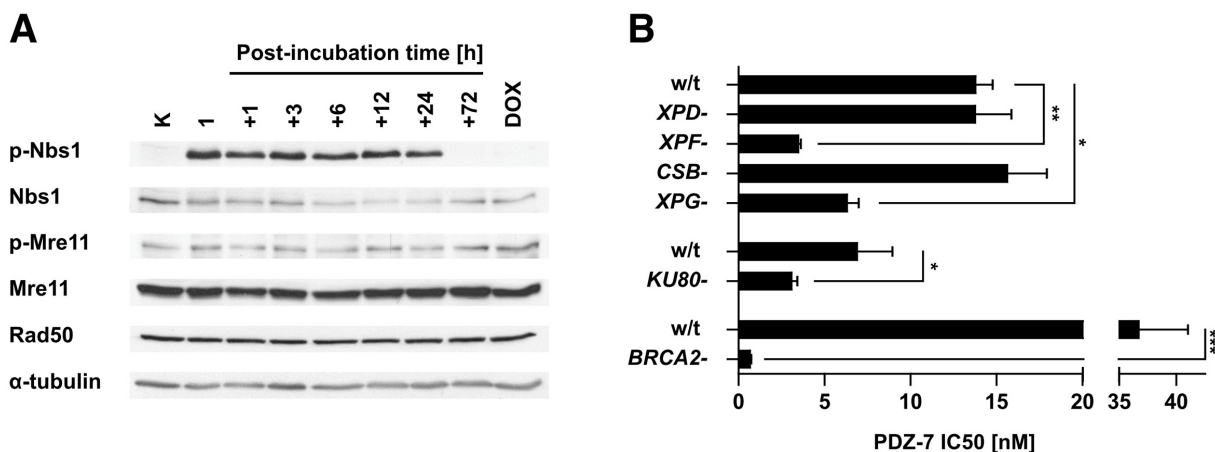 A
Post-incubation time [h]
K 1 +1 +3 +6 +12 +24 +72 DOX
p-Nbs1
Nbs1
p-Mre11
Mre11
Rad50
α-tubulin
B
w/t
XPD-
XPF-
CSB-
XPG-
** *
w/t
KU80-
*
w/t
BRCA2-
***
0 5 10 15 20 35 40
PDZ-7 IC50 [nM]